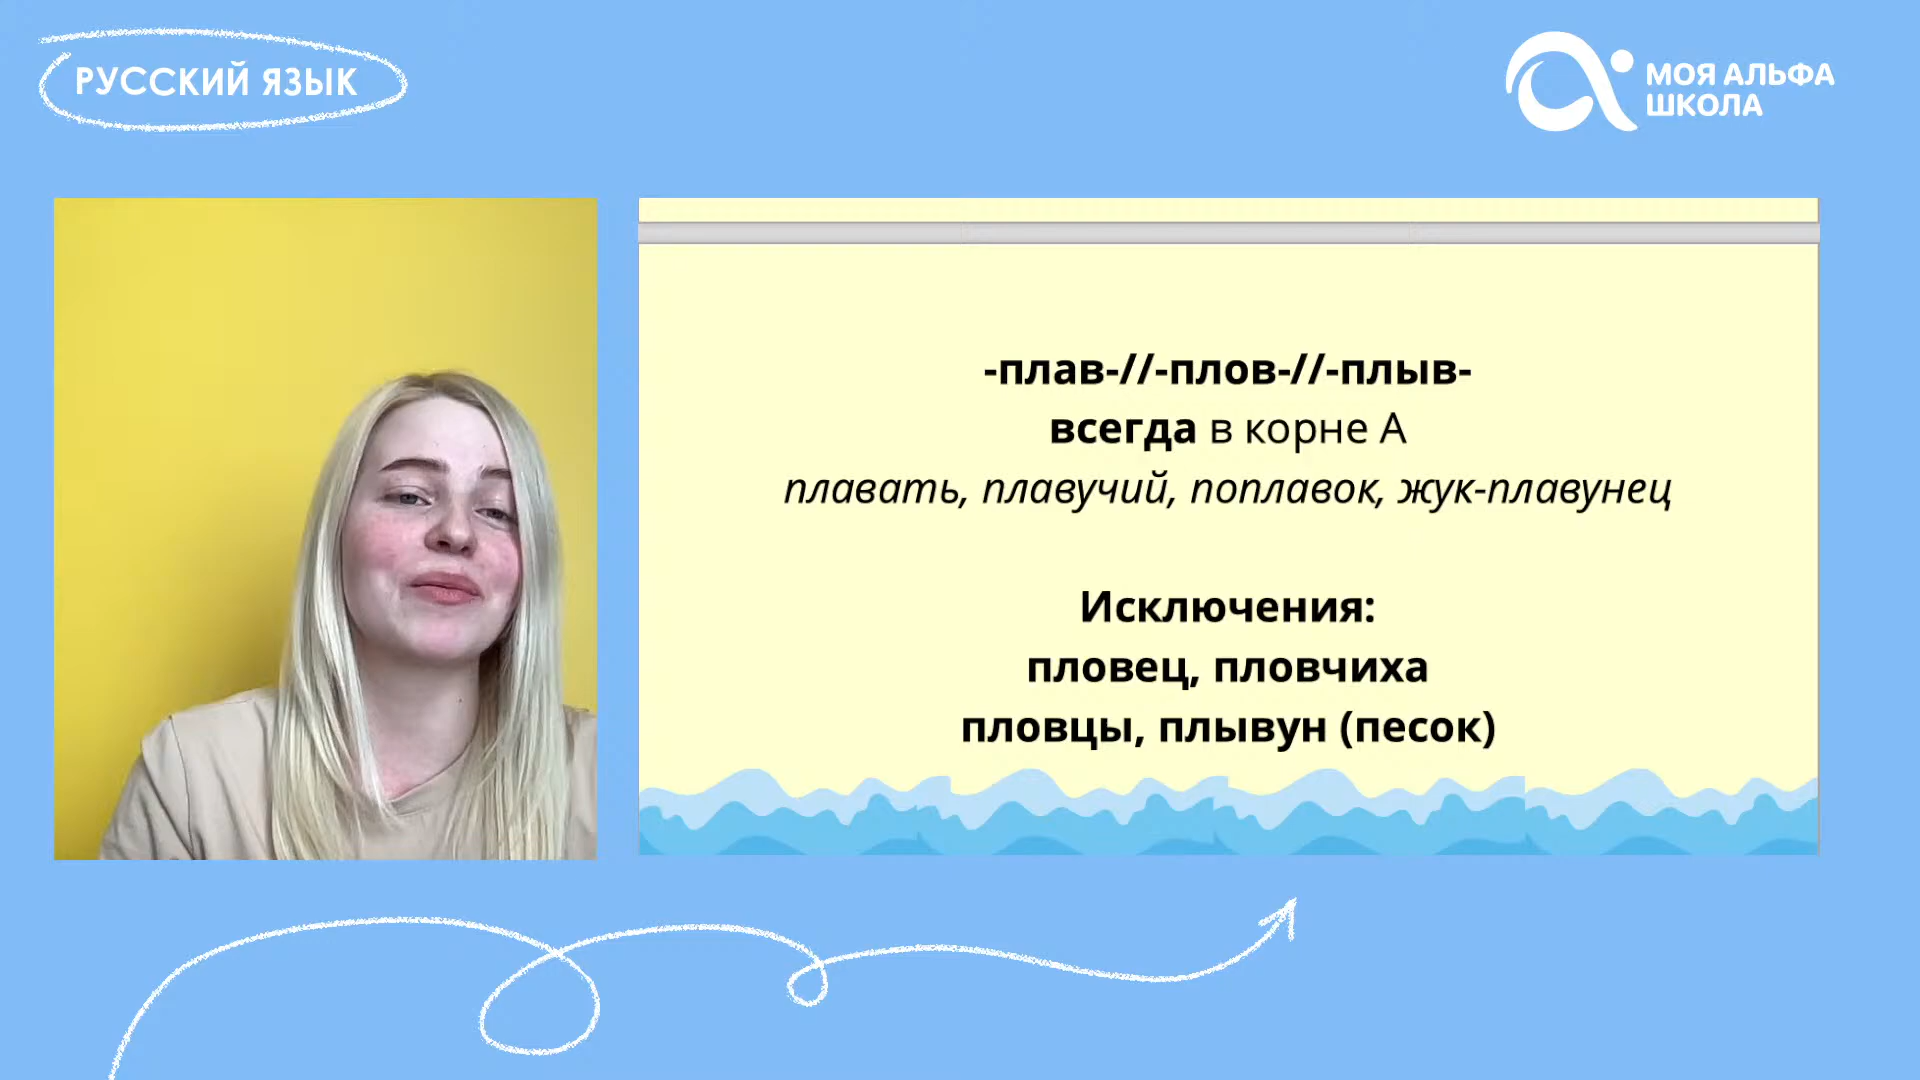 РУССКИЙ ЯЗЫК
МОЯ АЛЬФА
ШКОЛА
-плав-//-плов-//-плыв-
всегда в корне А
плавать, плавучий, поплавок, жук-плавунец
Исключения:
пловец, пловчиха
пловцы, плывун (песок)